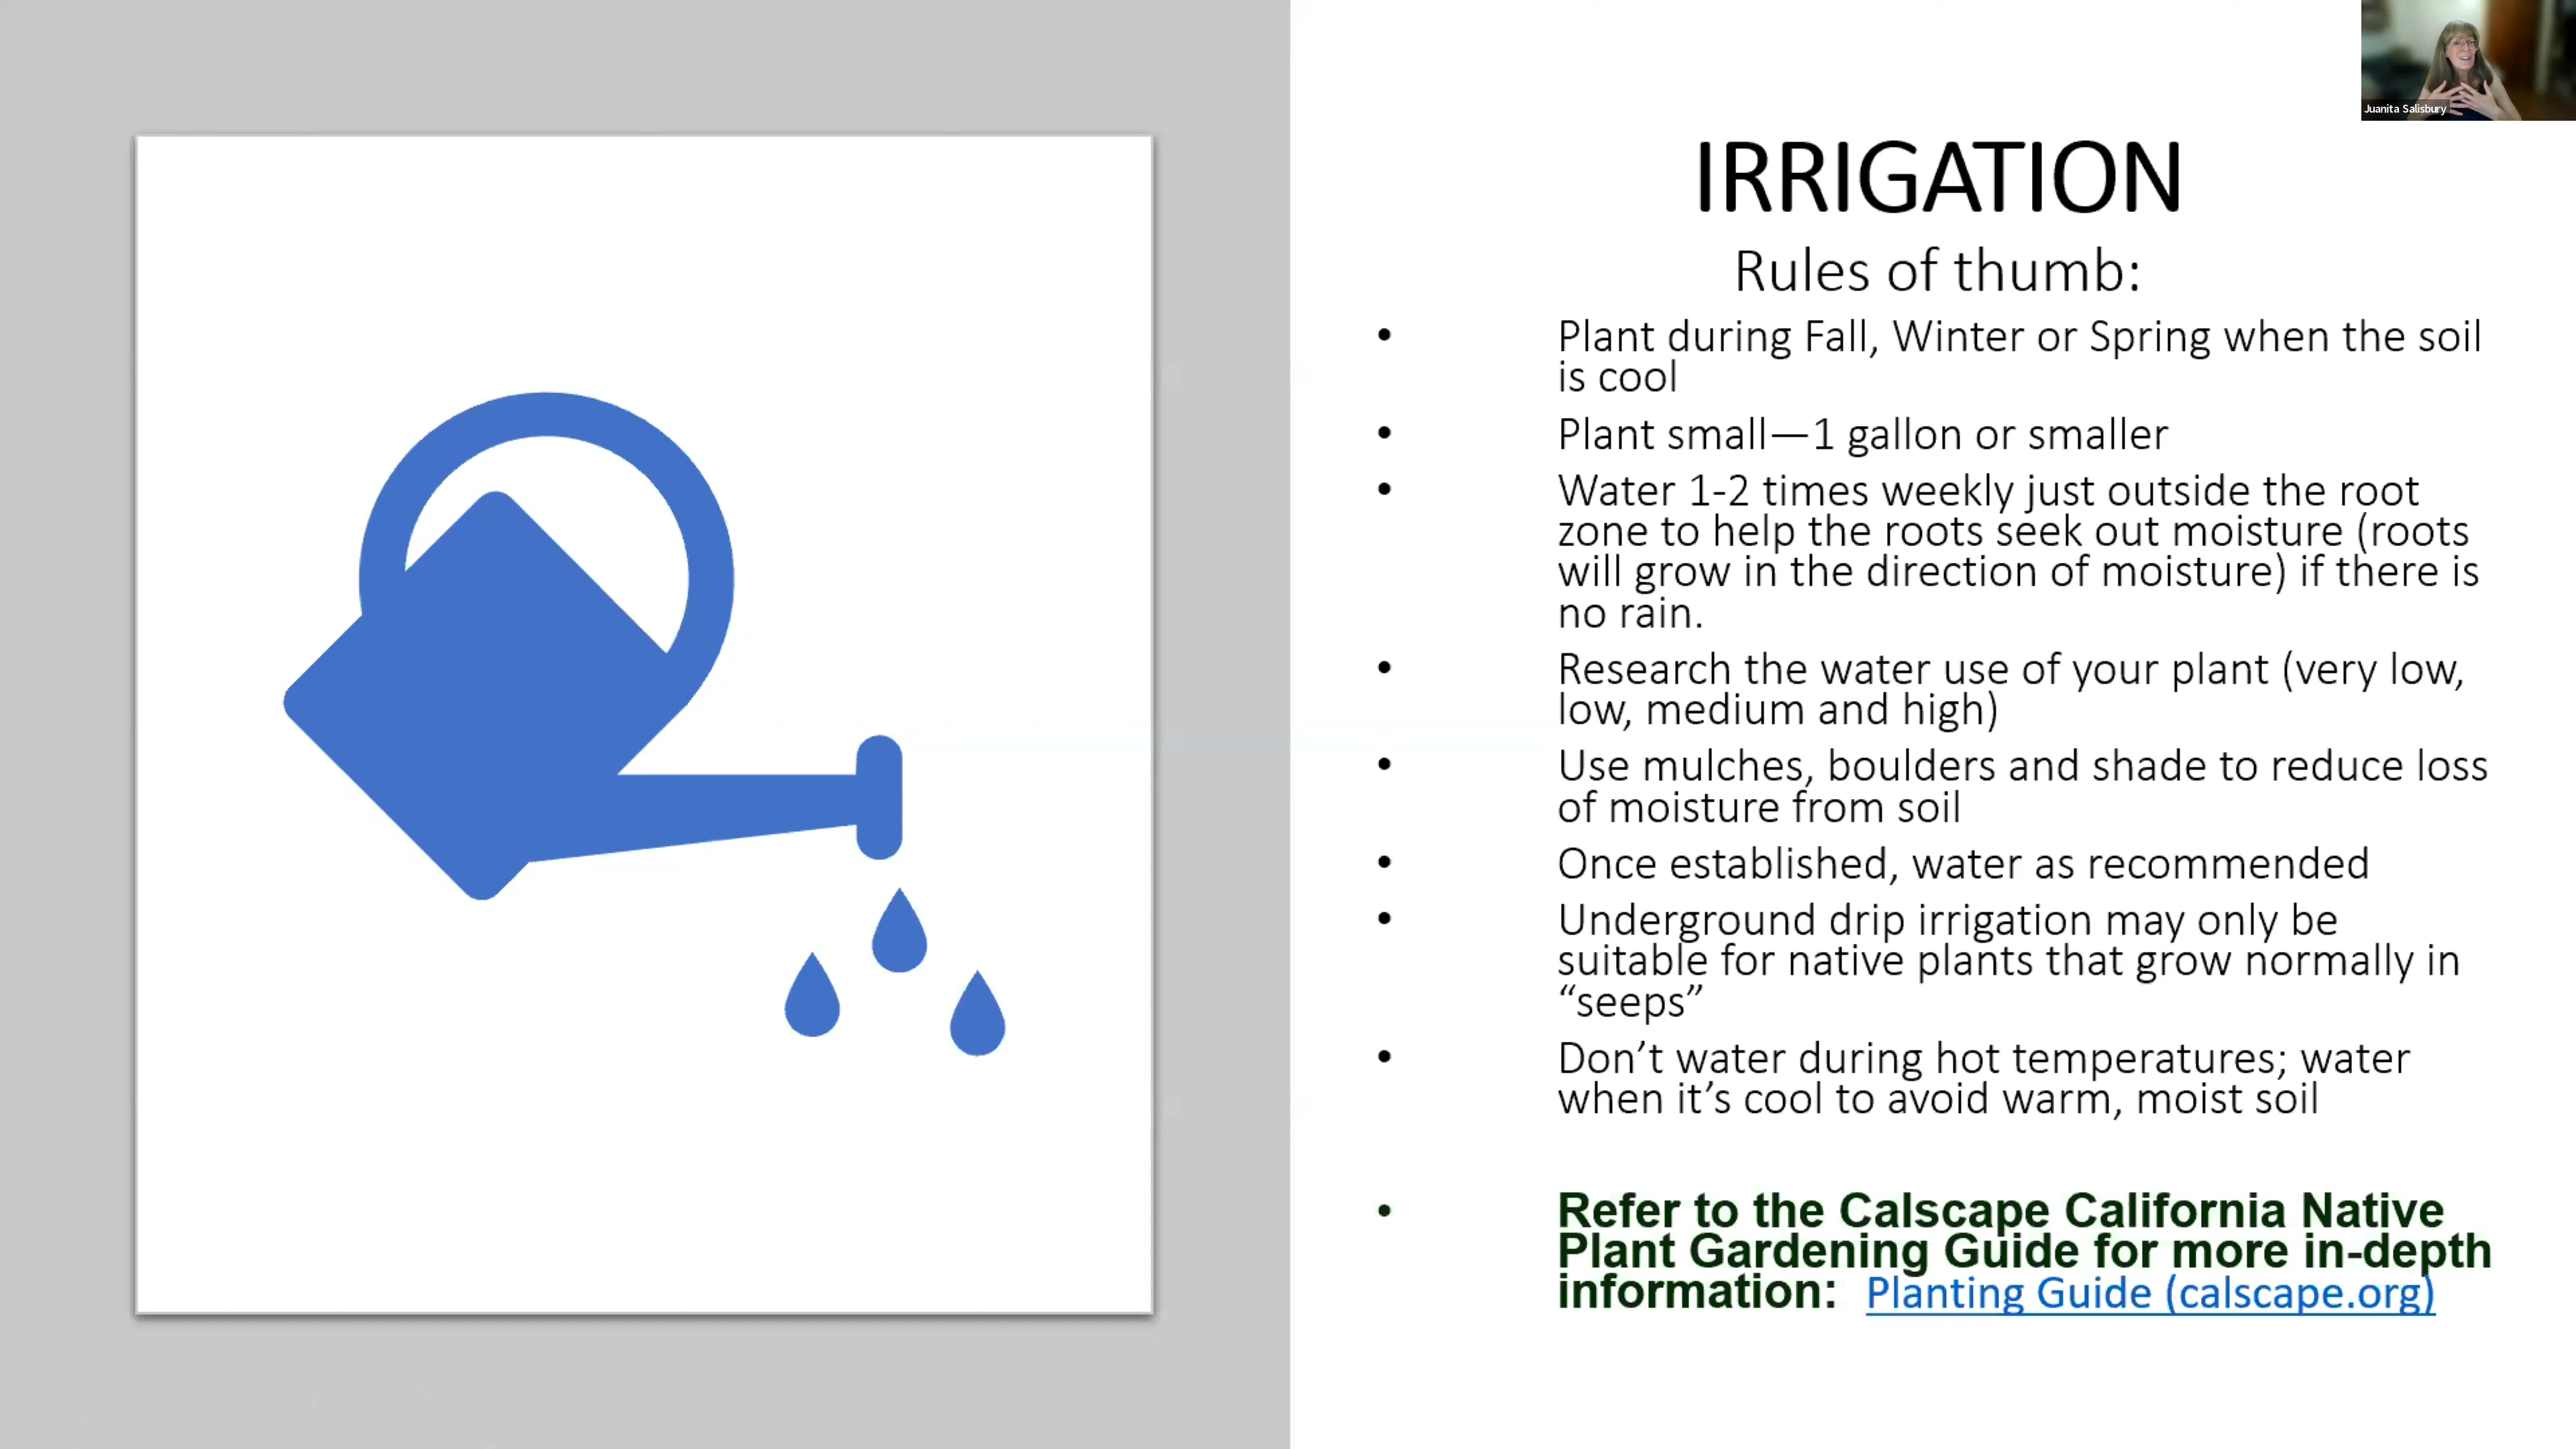 Juanita Salisbury
IRRIGATION
Rules of thumb:
• Plant during Fall, Winter or Spring when the soil
is cool
• Plant small—1 gallon or smaller
• Water 1-2 times weekly just outside the root
zone to help the roots seek out moisture (roots
will grow in the direction of moisture) if there is
no rain.
• Research the water use of your plant (very low,
low, medium and high)
• Use mulches, boulders and shade to reduce loss
of moisture from soil
• Once established, water as recommended
• Underground drip irrigation may only be
suitable for native plants that grow normally in
“seeps”
• Don’t water during hot temperatures; water
when it’s cool to avoid warm, moist soil
• Refer to the Calscape California Native
Plant Gardening Guide for more in-depth
information: Planting Guide (calscape.org)